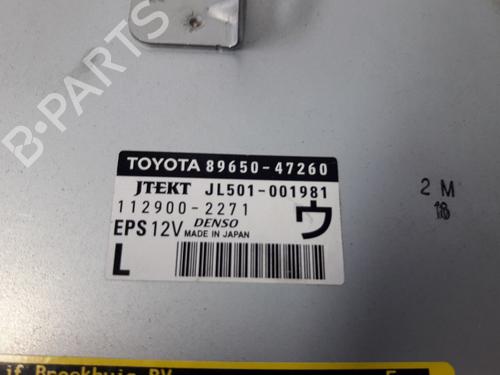 B-PARTS
TOYOTA 89650-47260
JTEKT JL501-001981
112900-2271
ウ
EPS 12V DENSO
MADE IN JAPAN
L
2 M
18